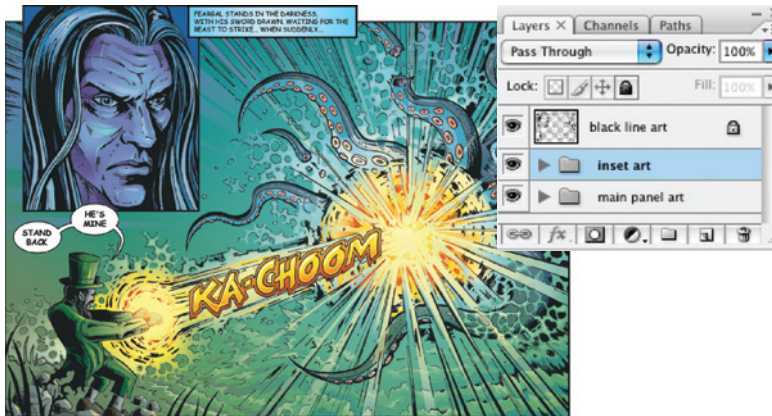 FEARGAL STANDS IN THE DARKNESS,
WITH HIS SWORD DRAWN, WAITING FOR THE
BEAST TO STRIKE... WHEN SUDDENLY...
HE'S
MINE
STAND
BACK
KA-CHOOM
Layers × Channels Paths
Pass Through Opacity: 100%
Lock: Fill: 100%
black line art
inset art
main panel art
fx.